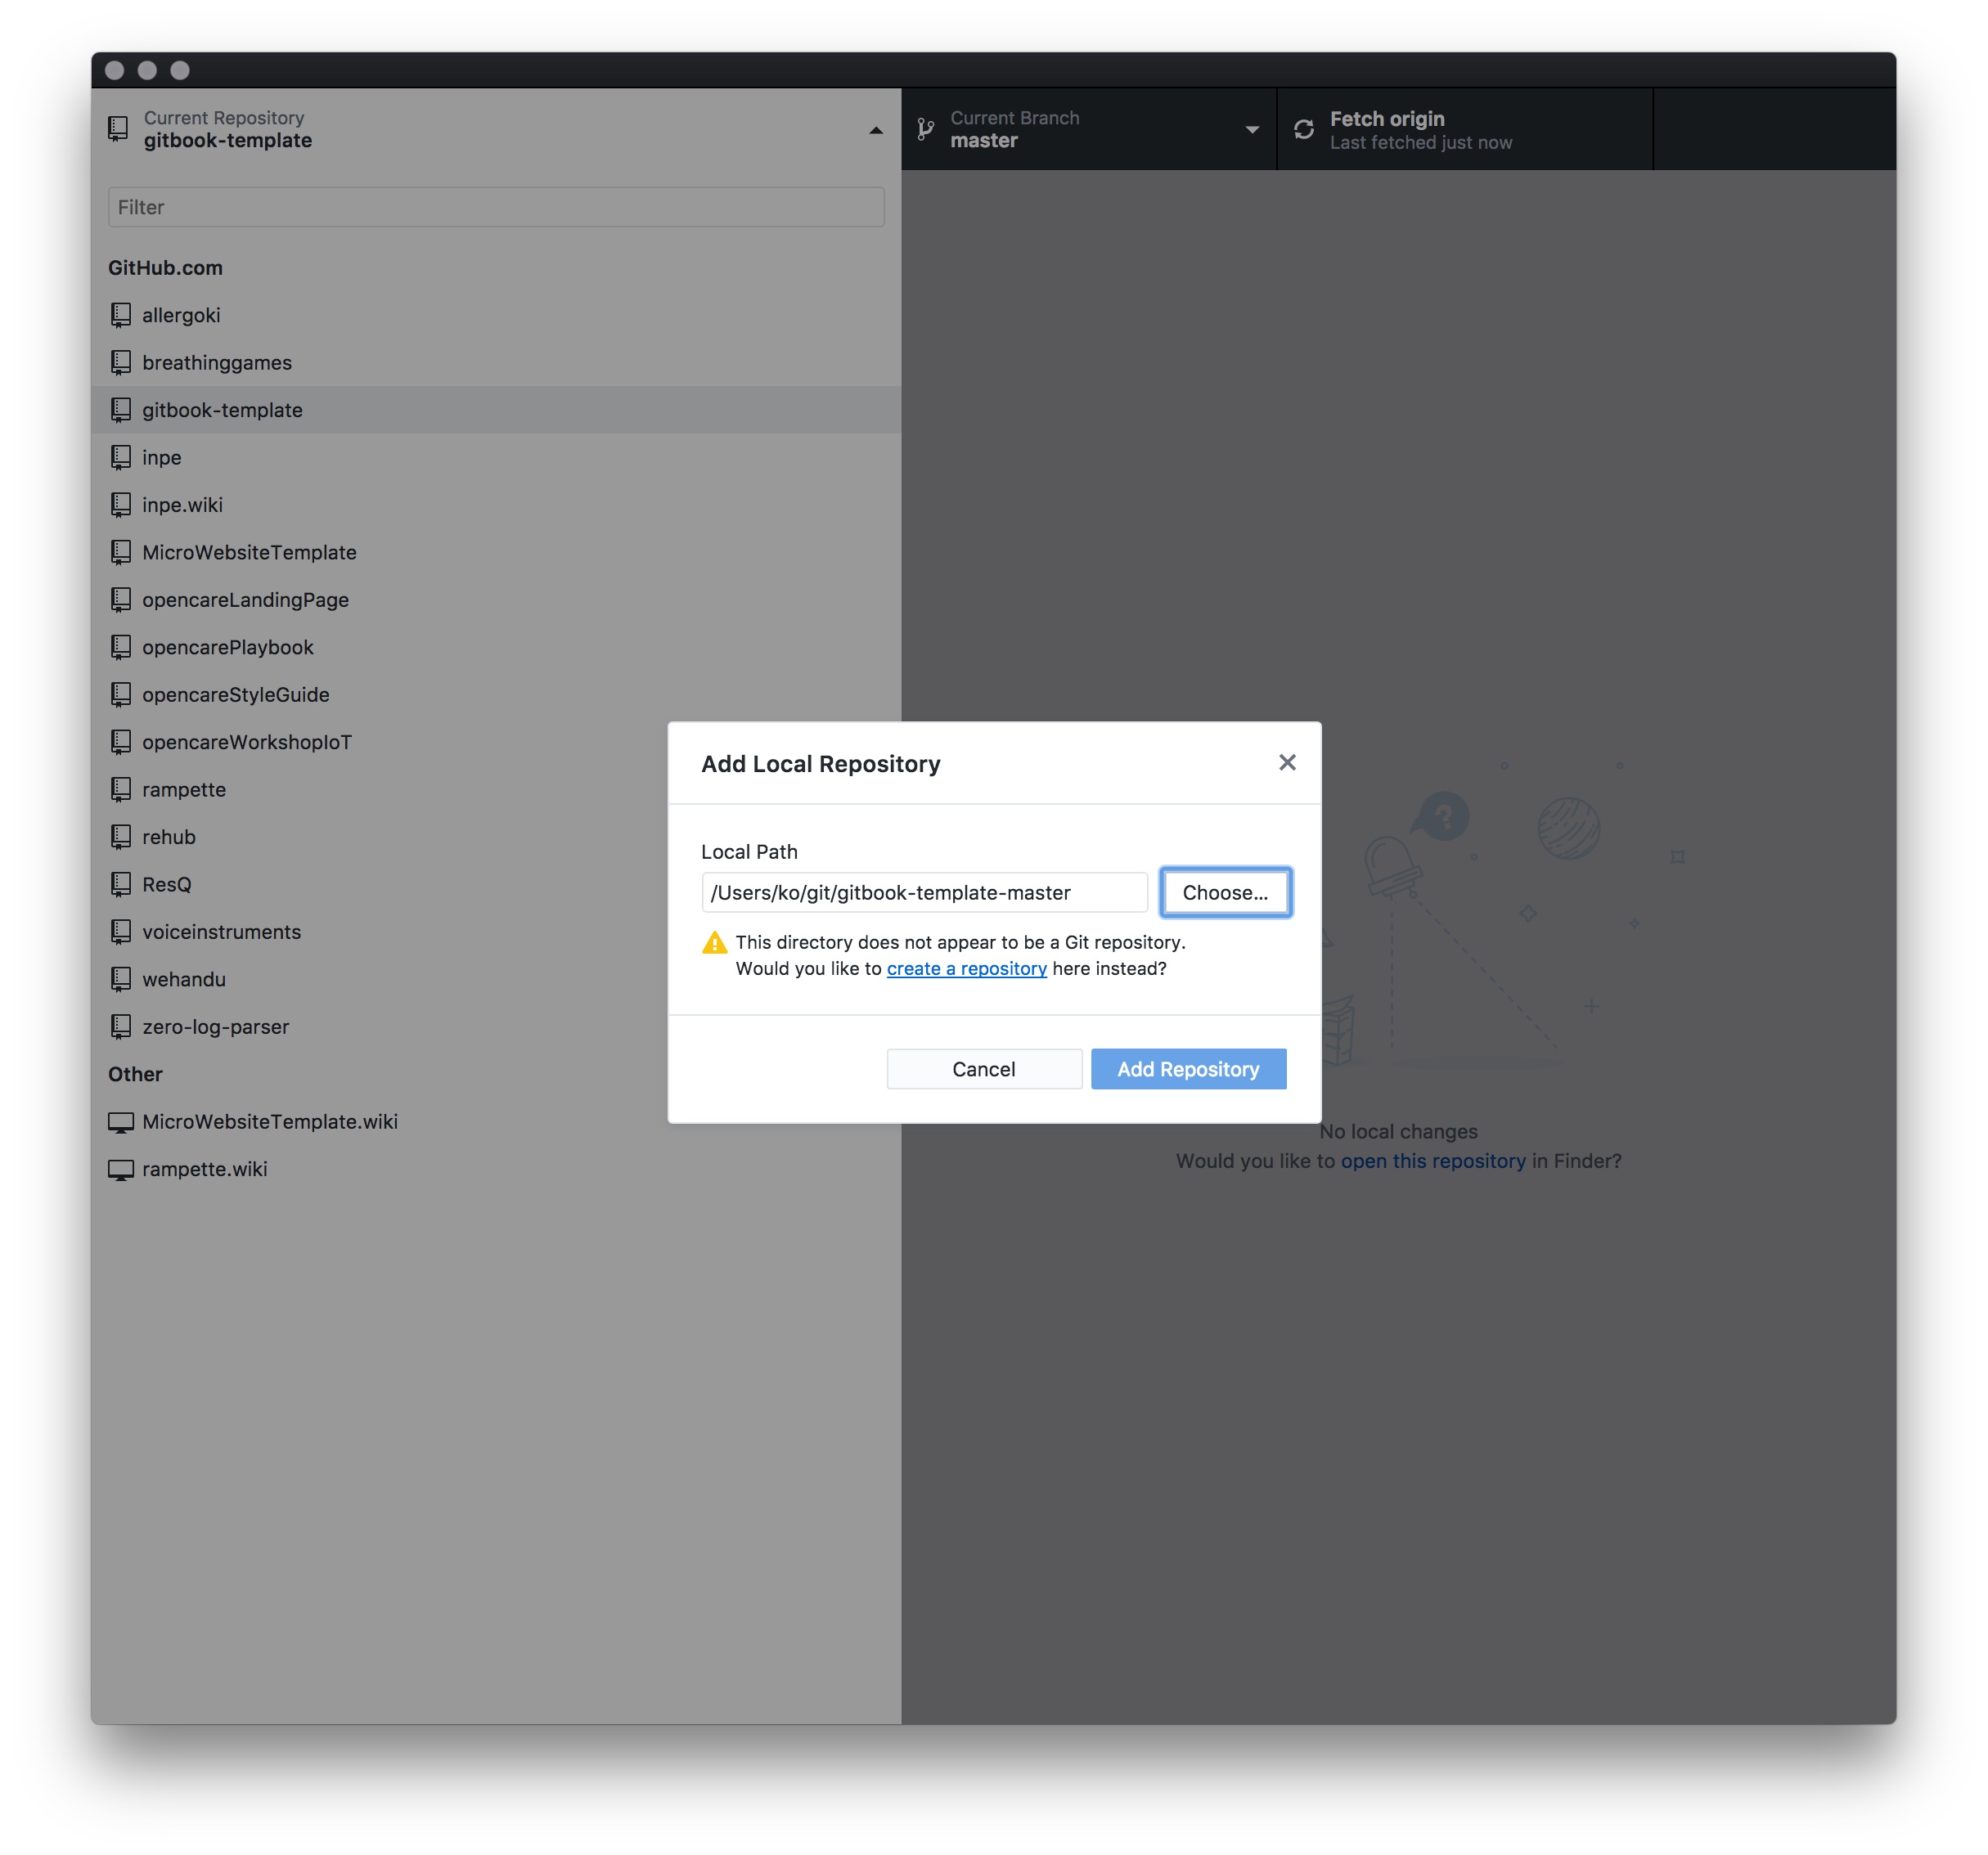 Current Repository
gitbook-template
Current Branch
master
Fetch origin
Last fetched just now
Filter
GitHub.com
allergoki
breathinggames
gitbook-template
inpe
inpe.wiki
MicroWebsiteTemplate
opencareLandingPage
opencarePlaybook
opencareStyleGuide
opencareWorkshopIoT
rampette
rehub
ResQ
voiceinstruments
wehandu
zero-log-parser
Other
MicroWebsiteTemplate.wiki
rampette.wiki
Add Local Repository
Local Path
/Users/ko/git/gitbook-template-master
Choose...
This directory does not appear to be a Git repository.
Would you like to create a repository here instead?
Cancel
Add Repository
?
No local changes
Would you like to open this repository in Finder?